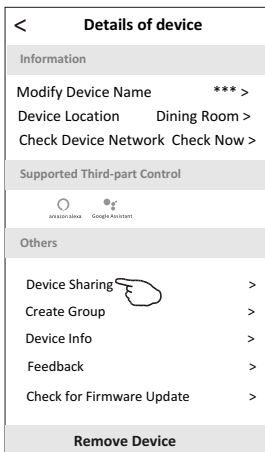 < Details of device
Information
Modify Device Name *** >
Device Location Dining Room >
Check Device Network Check Now >
Supported Third-part Control
amazon alexa Google Assistant
Others
Device Sharing >
Create Group >
Device Info >
Feedback >
Check for Firmware Update >
Remove Device